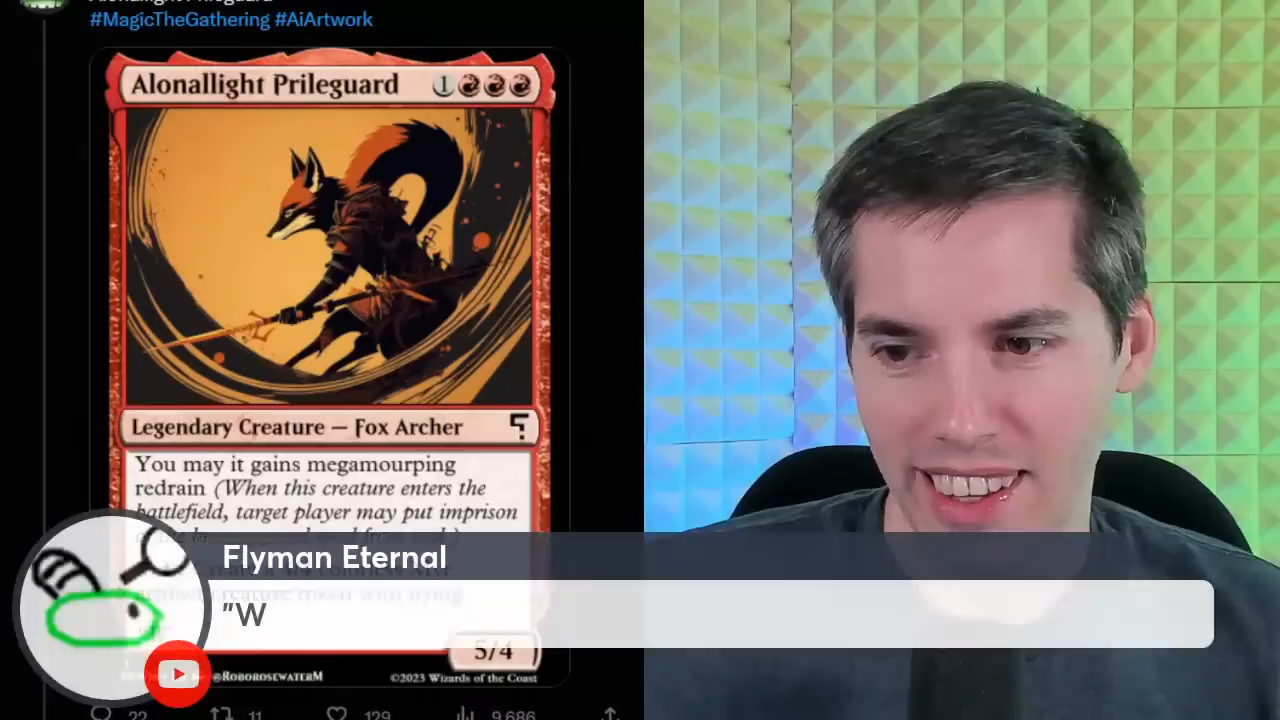 #MagicTheGathering #AiArtwork
Alonallight Prileguard 1
Legendary Creature — Fox Archer
You may it gains megamourping
redrain (When this creature enters the
battlefield, target player may put imprison
Flyman Eternal
"W
5/4
@ROBOROSEWATERM ©2023 Wizards of the Coast
22 11 129 9,686